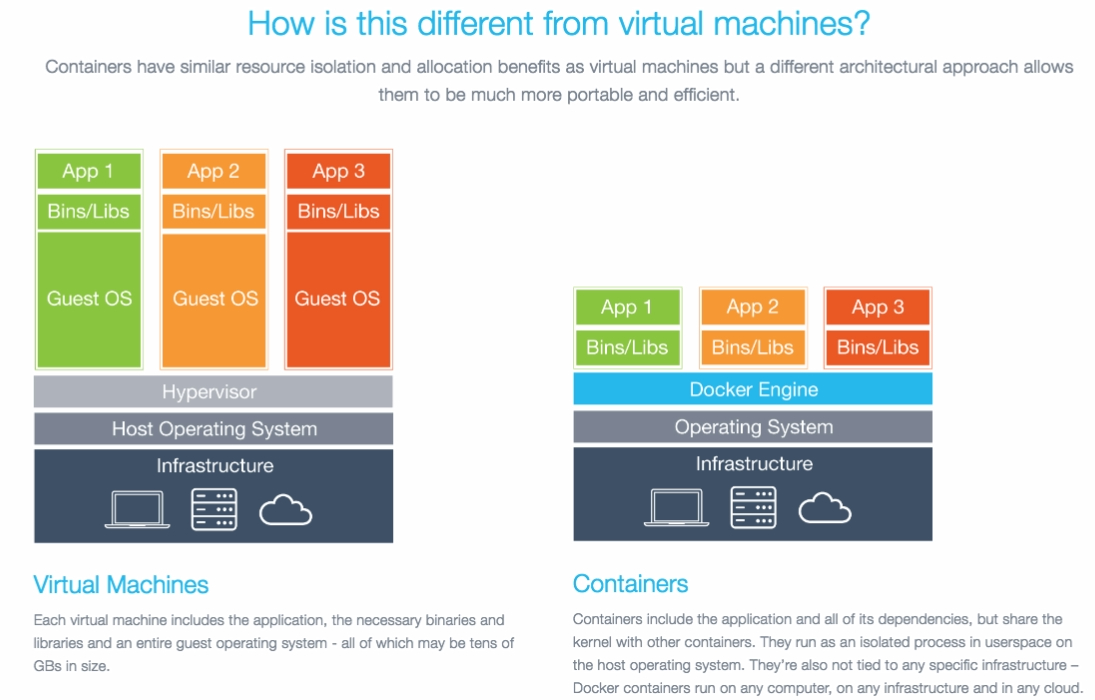 How is this different from virtual machines?
Containers have similar resource isolation and allocation benefits as virtual machines but a different architectural approach allows
them to be much more portable and efficient.
App 1
Bins/Libs
Guest OS
App 2
Bins/Libs
Guest OS
App 3
Bins/Libs
Guest OS
Hypervisor
Host Operating System
Infrastructure
Virtual Machines
Each virtual machine includes the application, the necessary binaries and
libraries and an entire guest operating system - all of which may be tens of
GBs in size.
App 1
Bins/Libs
App 2
Bins/Libs
App 3
Bins/Libs
Docker Engine
Operating System
Infrastructure
Containers
Containers include the application and all of its dependencies, but share the
kernel with other containers. They run as an isolated process in userspace on
the host operating system. They're also not tied to any specific infrastructure –
Docker containers run on any computer, on any infrastructure and in any cloud.